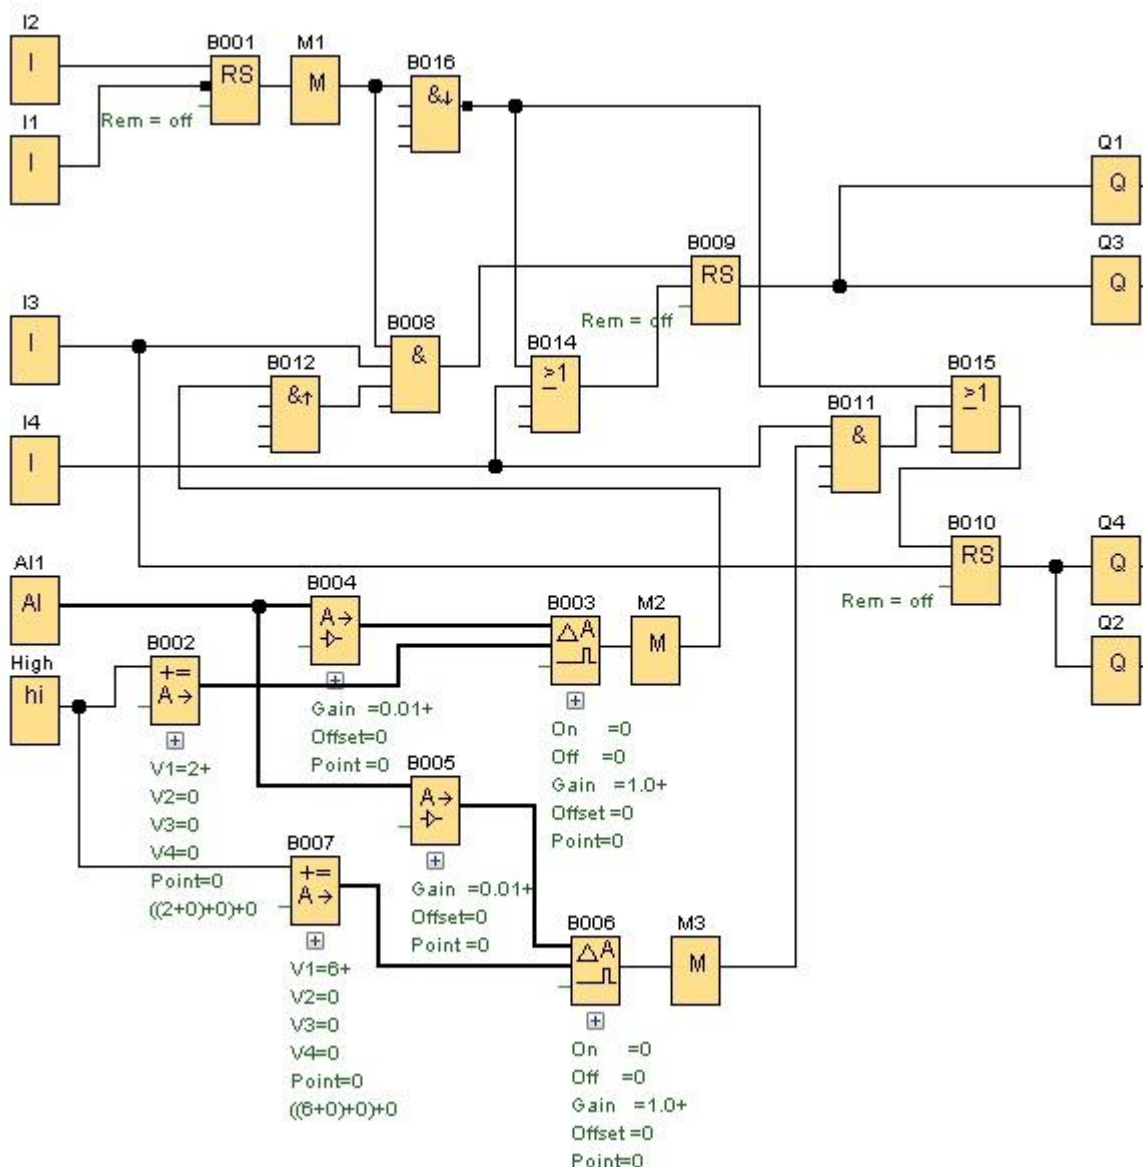 I2
I
B001
RS
M1
M
B016
&↓
Rem = off
I1
I
Q1
Q
B009
RS
Q3
Q
Rem = off
I3
I
B008
&
B012
&↑
B014
>1
B015
>1
B011
&
I4
I
B010
RS
Q4
Q
Rem = off
AI1
AI
B004
A→
B003
△A
M2
M
Q2
Q
High
hi
B002
+=
A→
Gain =0.01+
Offset=0
Point =0
On =0
Off =0
Gain =1.0+
Offset=0
Point=0
V1=2+
V2=0
V3=0
V4=0
Point=0
((2+0)+0)+0
B005
A→
Gain =0.01+
Offset=0
Point =0
B007
+=
A→
V1=6+
V2=0
V3=0
V4=0
Point=0
((6+0)+0)+0
B006
△A
M3
M
On =0
Off =0
Gain =1.0+
Offset=0
Point=0